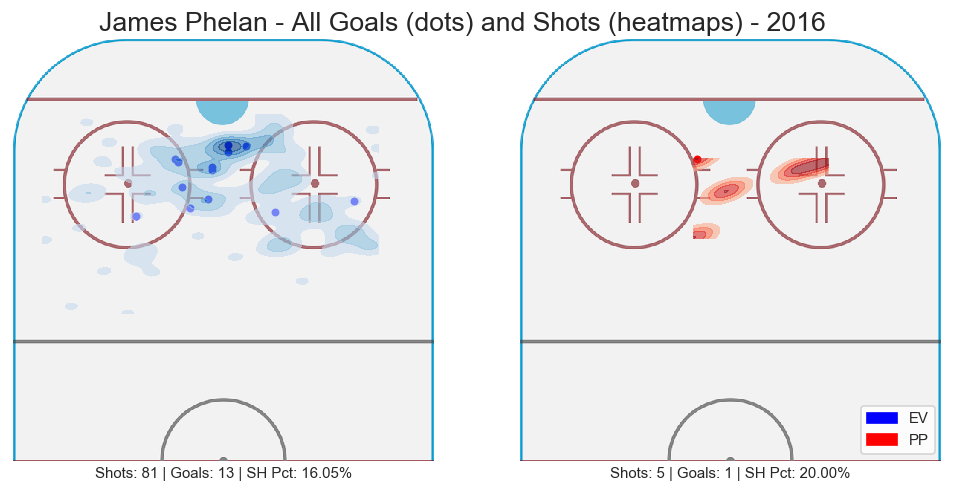 James Phelan - All Goals (dots) and Shots (heatmaps) - 2016
EV
PP
Shots: 81 | Goals: 13 | SH Pct: 16.05%
Shots: 5 | Goals: 1 | SH Pct: 20.00%